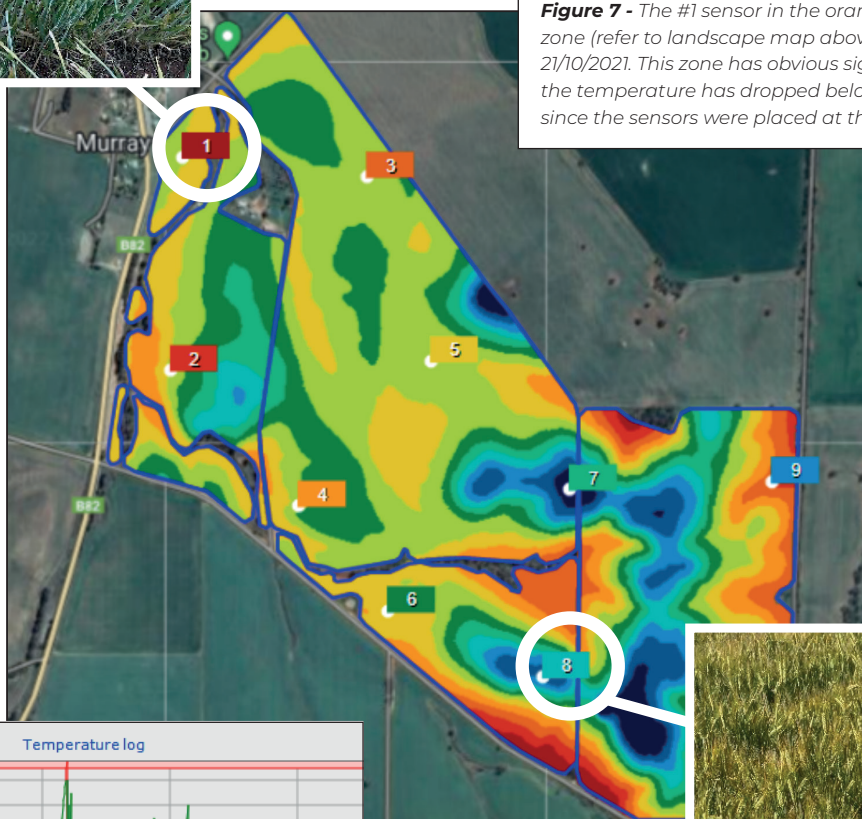 Figure 7 - The #1 sensor in the oran
zone (refer to landscape map abov
21/10/2021. This zone has obvious sig
the temperature has dropped belo
since the sensors were placed at th
Murray
1
3
B82
2
5
4
7
9
B82
6
8
Temperature log